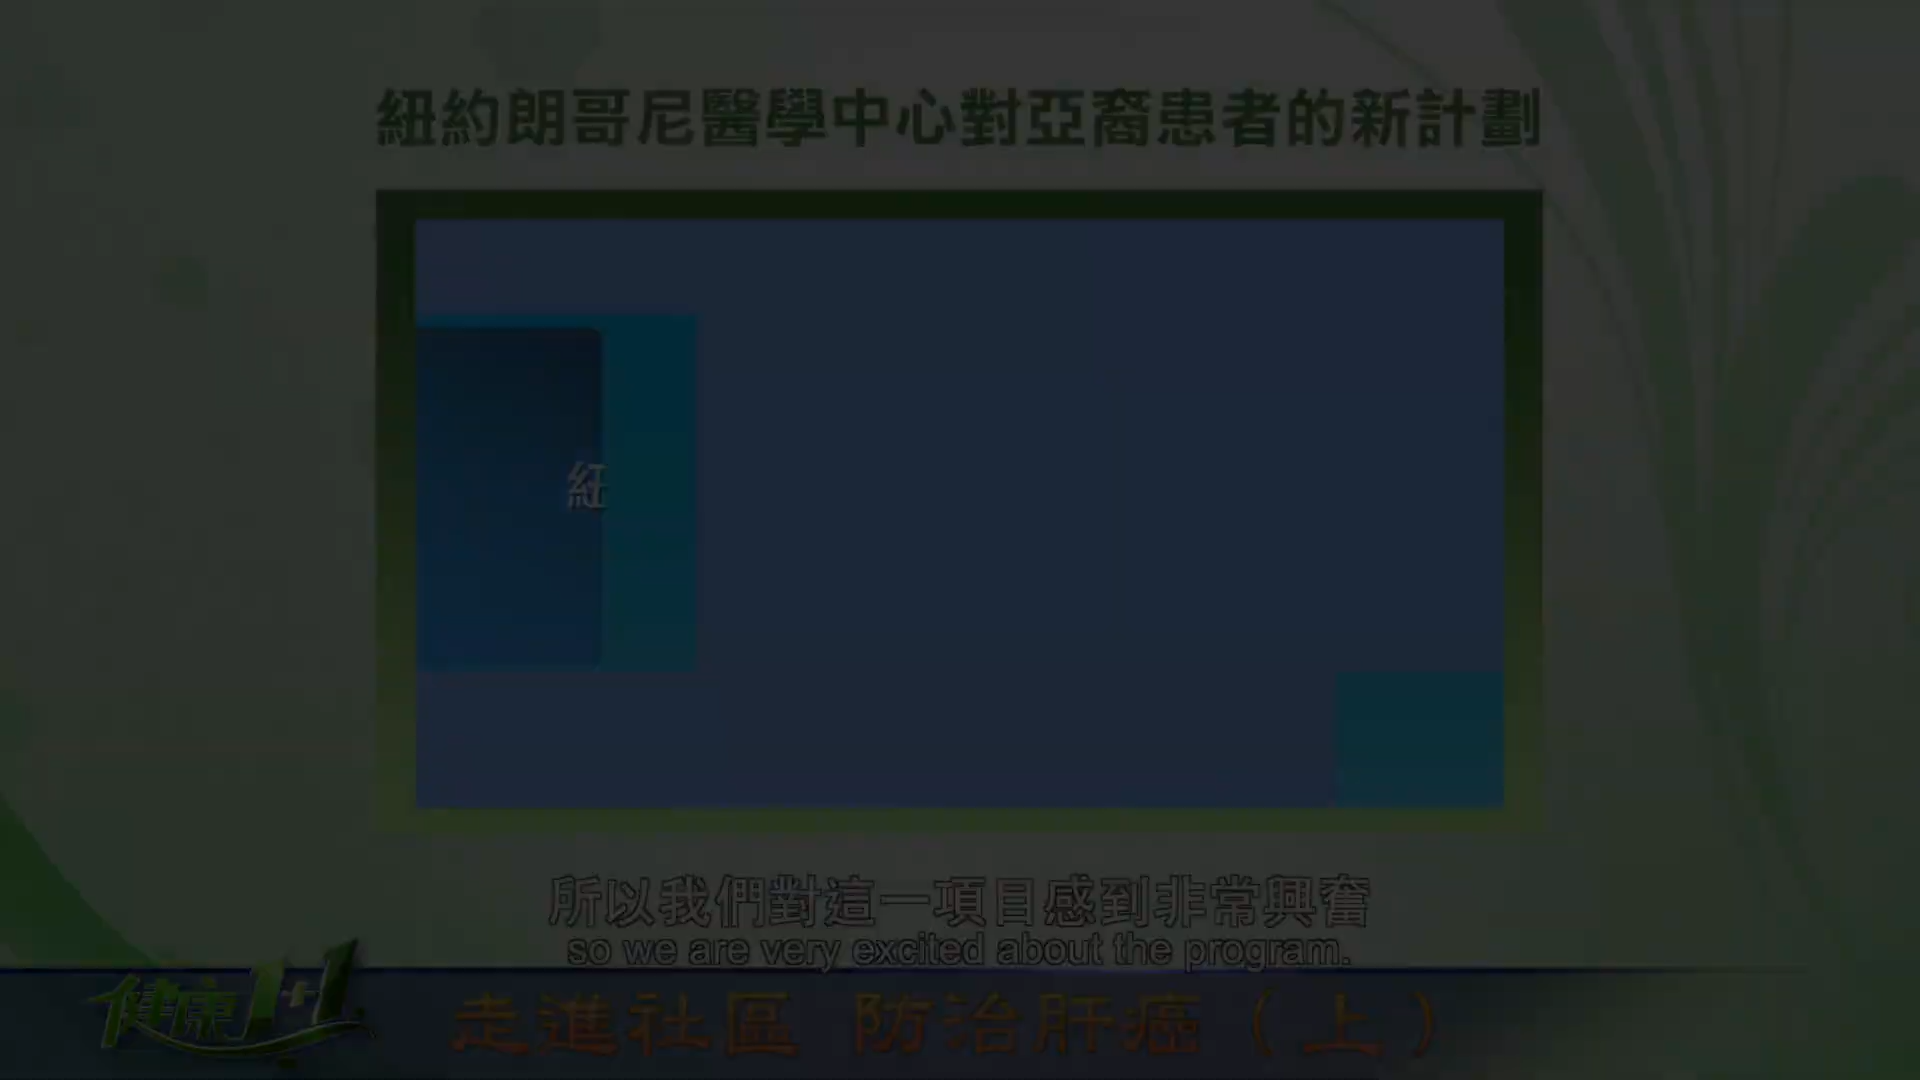 紐約朗哥尼醫學中心對亞裔患者的新計劃
紐
所以我們對這一項目感到非常興奮
so we are very excited about the program.
健康1+1
走進社區 防治肝癌（上）